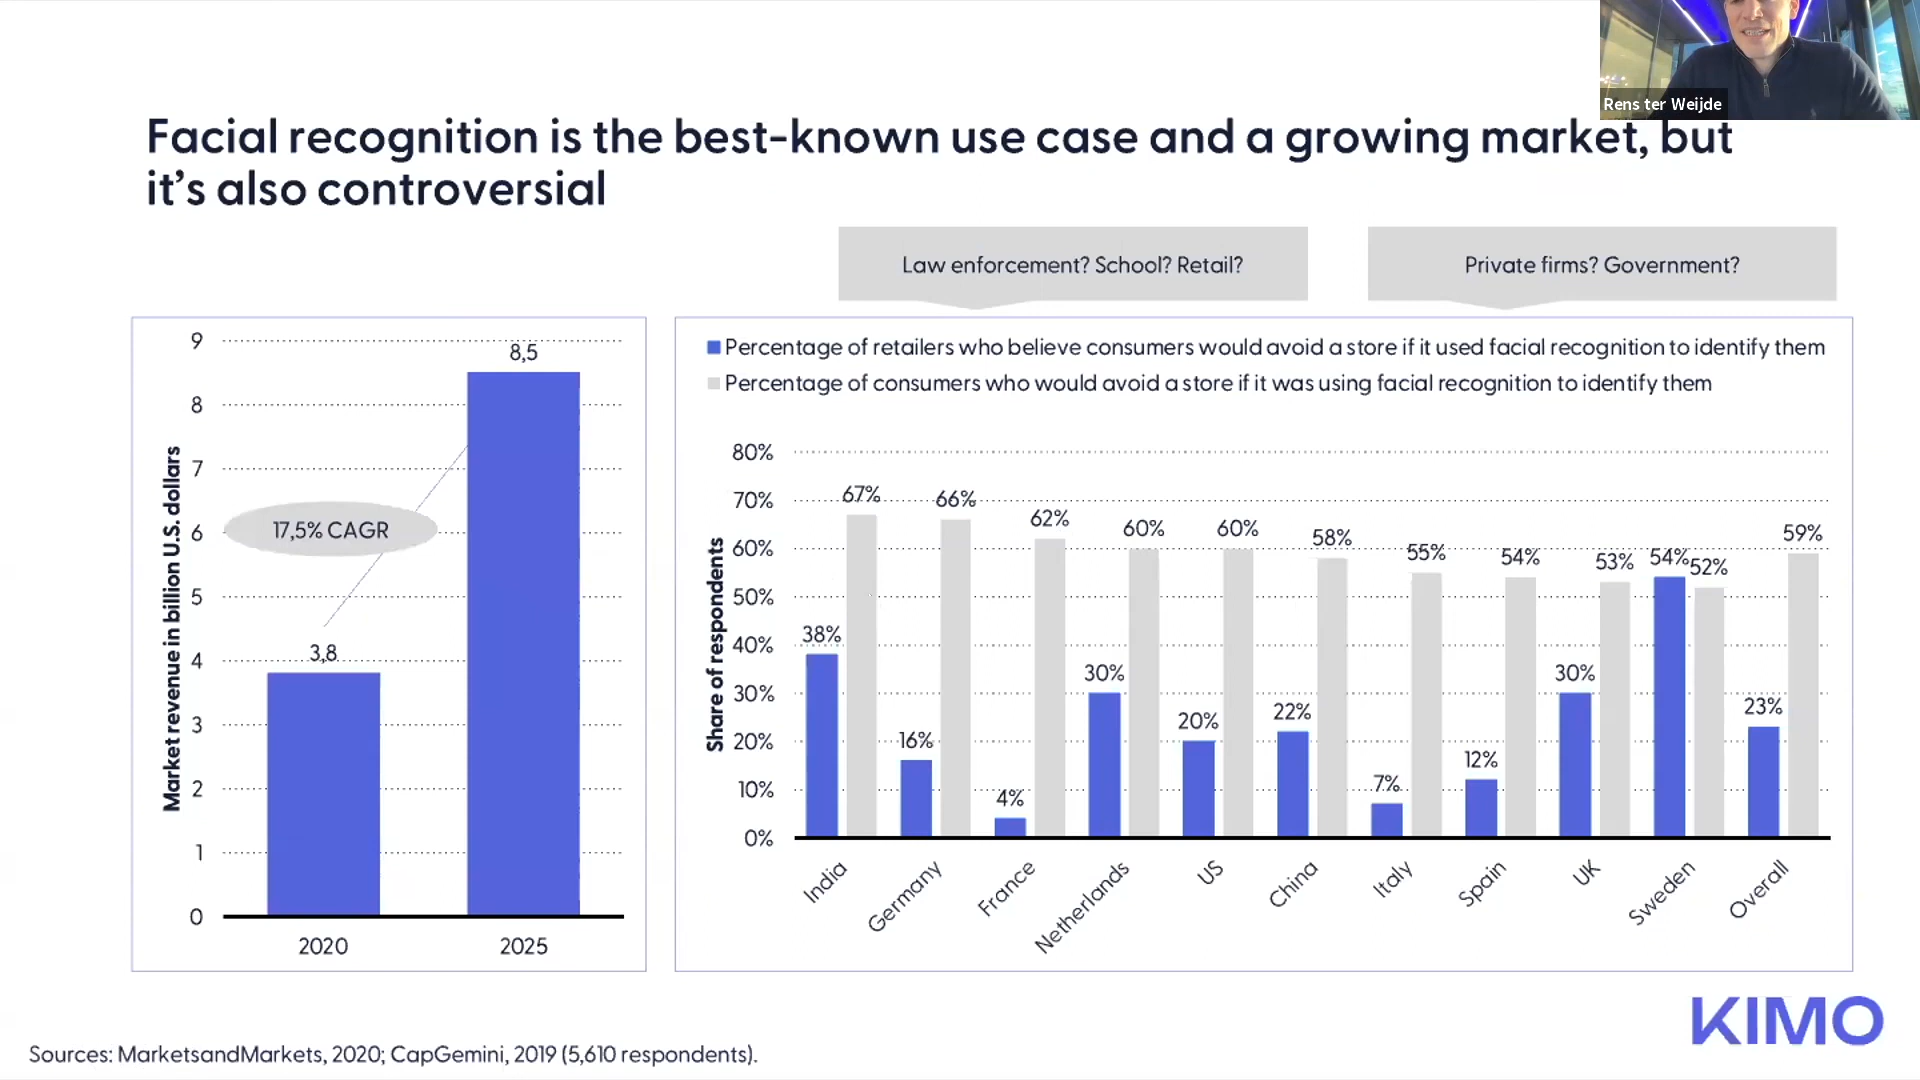 Rens ter Weijde
Facial recognition is the best-known use case and a growing market, but
it's also controversial
Law enforcement? School? Retail?
Private firms? Government?
Market revenue in billion U.S. dollars
9
8
7
6
5
4
3
2
1
0
8,5
17,5% CAGR
3,8
2020
2025
Percentage of retailers who believe consumers would avoid a store if it used facial recognition to identify them
Percentage of consumers who would avoid a store if it was using facial recognition to identify them
Share of respondents
80%
70%
60%
50%
40%
30%
20%
10%
0%
38%
67%
16%
66%
4%
62%
30%
60%
20%
60%
22%
58%
7%
55%
12%
54%
30%
53%
54%
52%
23%
59%
India
Germany
France
Netherlands
US
China
Italy
Spain
UK
Sweden
Overall
KIMO
Sources: MarketsandMarkets, 2020; CapGemini, 2019 (5,610 respondents).